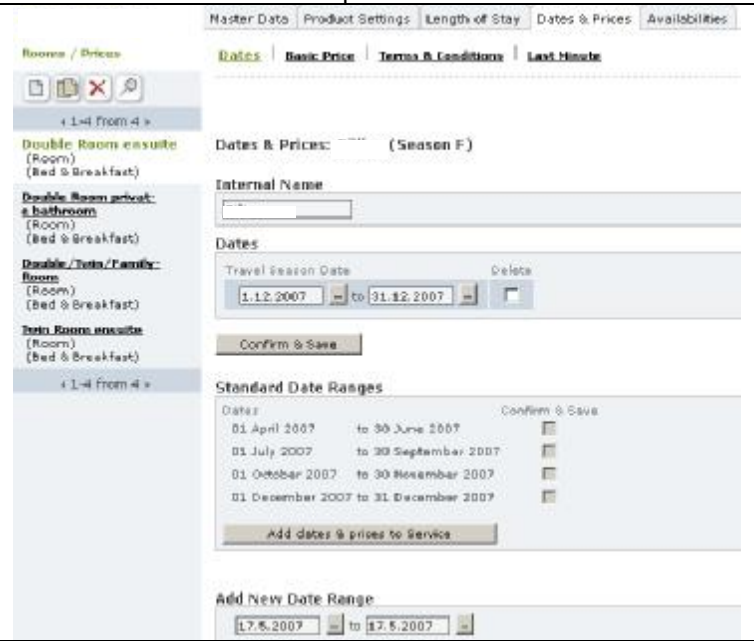 Master Data Product Settings Length of Stay Dates & Prices Availabilities
Rooms / Prices
Dates Basic Price Terms & Conditions Last Minute
‹ 1-4 from 4 ›
Double Room ensuite
(Room)
(Bed & Breakfast)
Double Room privat-
e bathroom
(Room)
(Bed & Breakfast)
Double/Twin/Family-
Room
(Room)
(Bed & Breakfast)
Twin Room ensuite
(Room)
(Bed & Breakfast)
‹ 1-4 from 4 ›
Dates & Prices: (Season F)
Internal Name
Dates
Travel Season Date Delete
1.12.2007 to 31.12.2007
Confirm & Save
Standard Date Ranges
Dates Confirm & Save
01 April 2007 to 30 June 2007
01 July 2007 to 30 September 2007
01 October 2007 to 30 November 2007
01 December 2007 to 31 December 2007
Add dates & prices to Service
Add New Date Range
17.5.2007 to 17.5.2007